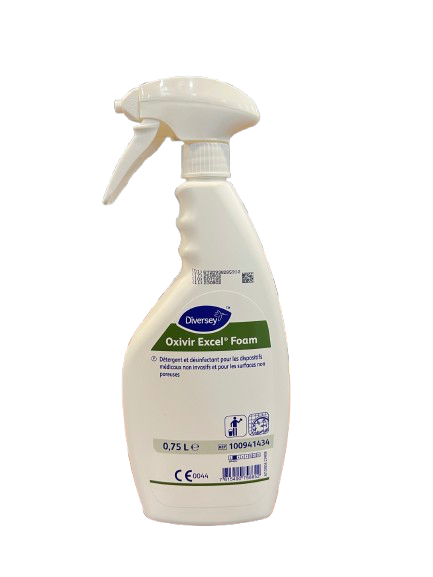 Diversey
Oxivir Excel® Foam
Détergent et désinfectant pour les dispositifs
médicaux non invasifs et pour les surfaces non
poreuses
0,75 L ℮
REF 100941434
CE 0044